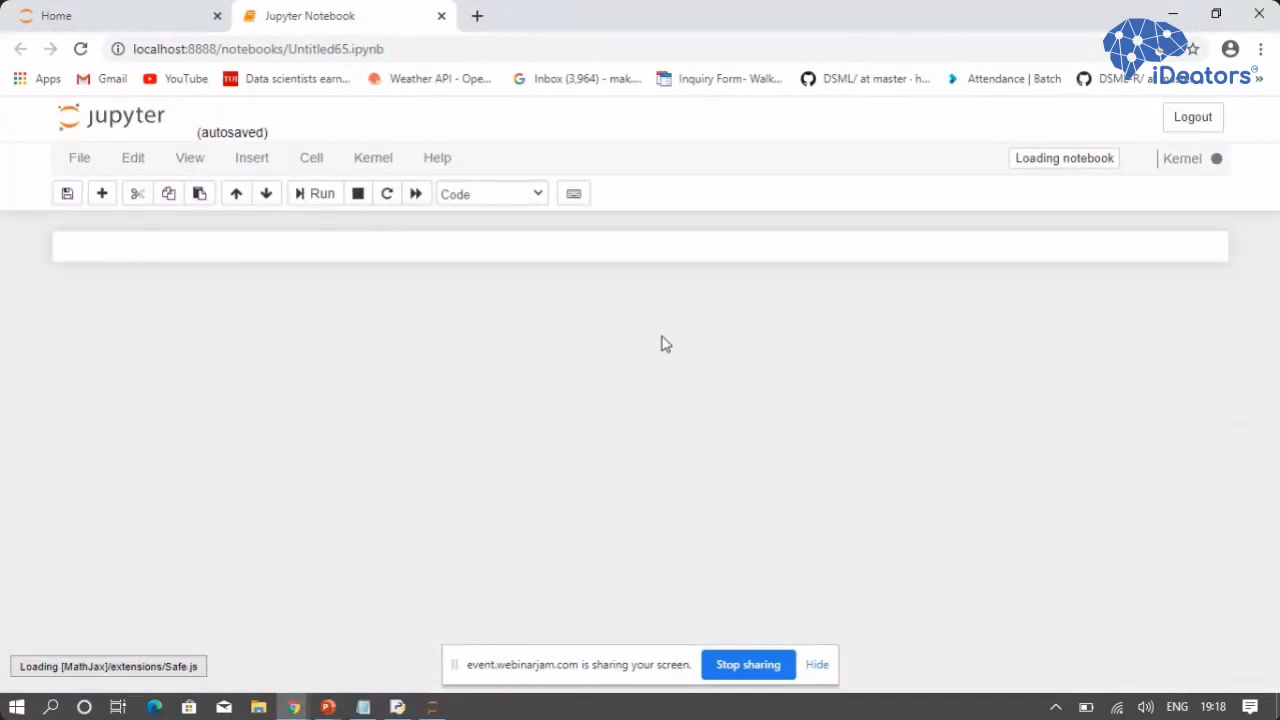 Home
Jupyter Notebook
localhost:8888/notebooks/Untitled65.ipynb
Apps
Gmail
YouTube
TOI
Data scientists earn...
Weather API - Ope...
Inbox (3,964) - mak...
Inquiry Form- Walk...
DSML/ at master · h...
Attendance | Batch
iDeators
jupyter
(autosaved)
Logout
File Edit View Insert Cell Kernel Help
Loading notebook
Kernel
Run
Code
Loading [MathJax]/extensions/Safe.js
event.webinarjam.com is sharing your screen.
Stop sharing
Hide
ENG
19:18